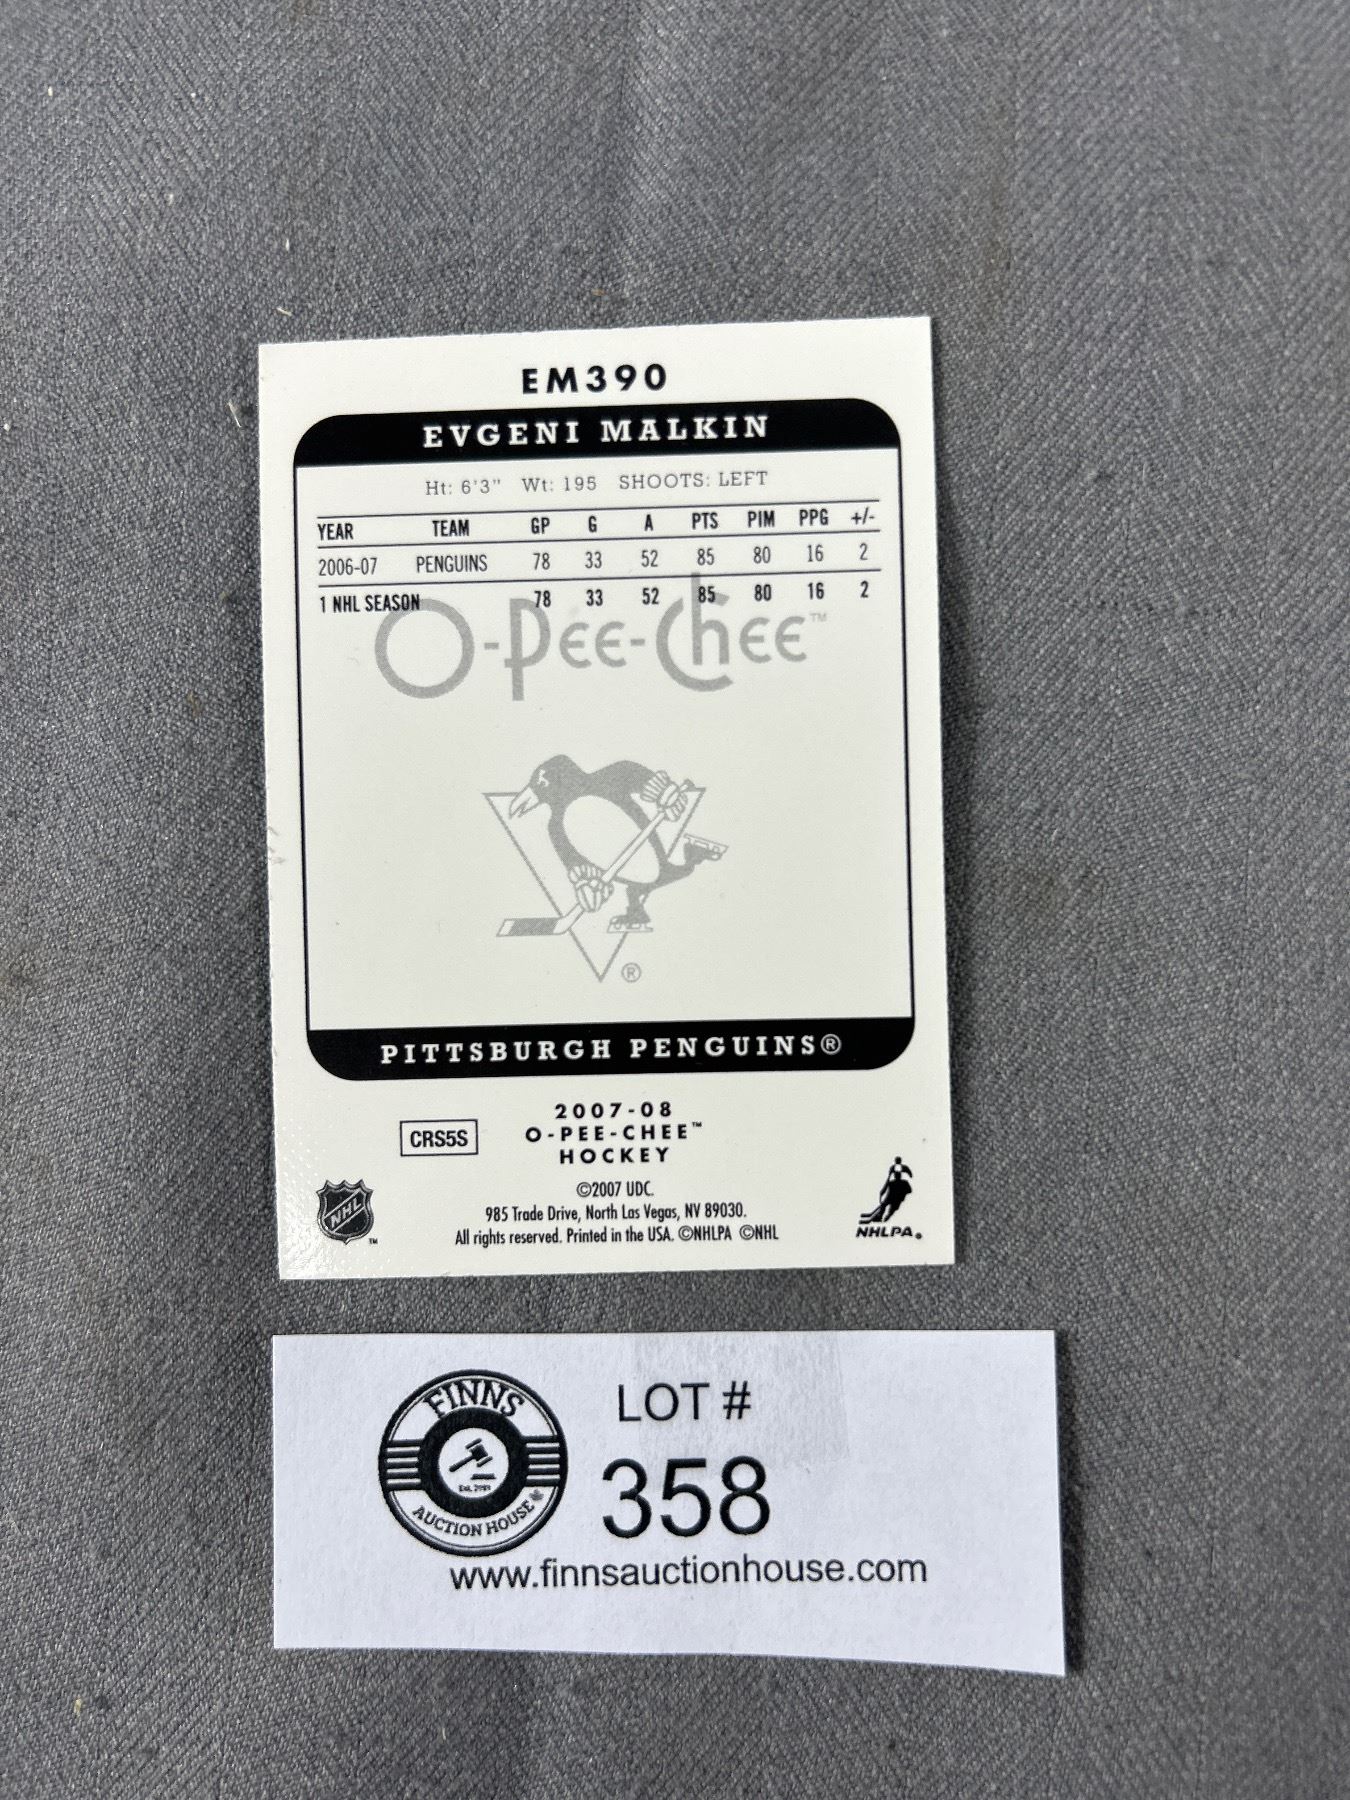 EM390
EVGENI MALKIN
Ht: 6'3" Wt: 195 SHOOTS: LEFT
YEAR TEAM GP G A PTS PIM PPG +/-
2006-07 PENGUINS 78 33 52 85 80 16 2
1 NHL SEASON 78 33 52 85 80 16 2
O-Pee-Chee™
®
PITTSBURGH PENGUINS®
CRS5S
2007-08
O-PEE-CHEE™
HOCKEY
©2007 UDC.
985 Trade Drive, North Las Vegas, NV 89030.
All rights reserved. Printed in the USA. ©NHLPA ©NHL
NHL™
NHLPA.
FINNS
AUCTION HOUSE
LOT #
358
www.finnsauctionhouse.com